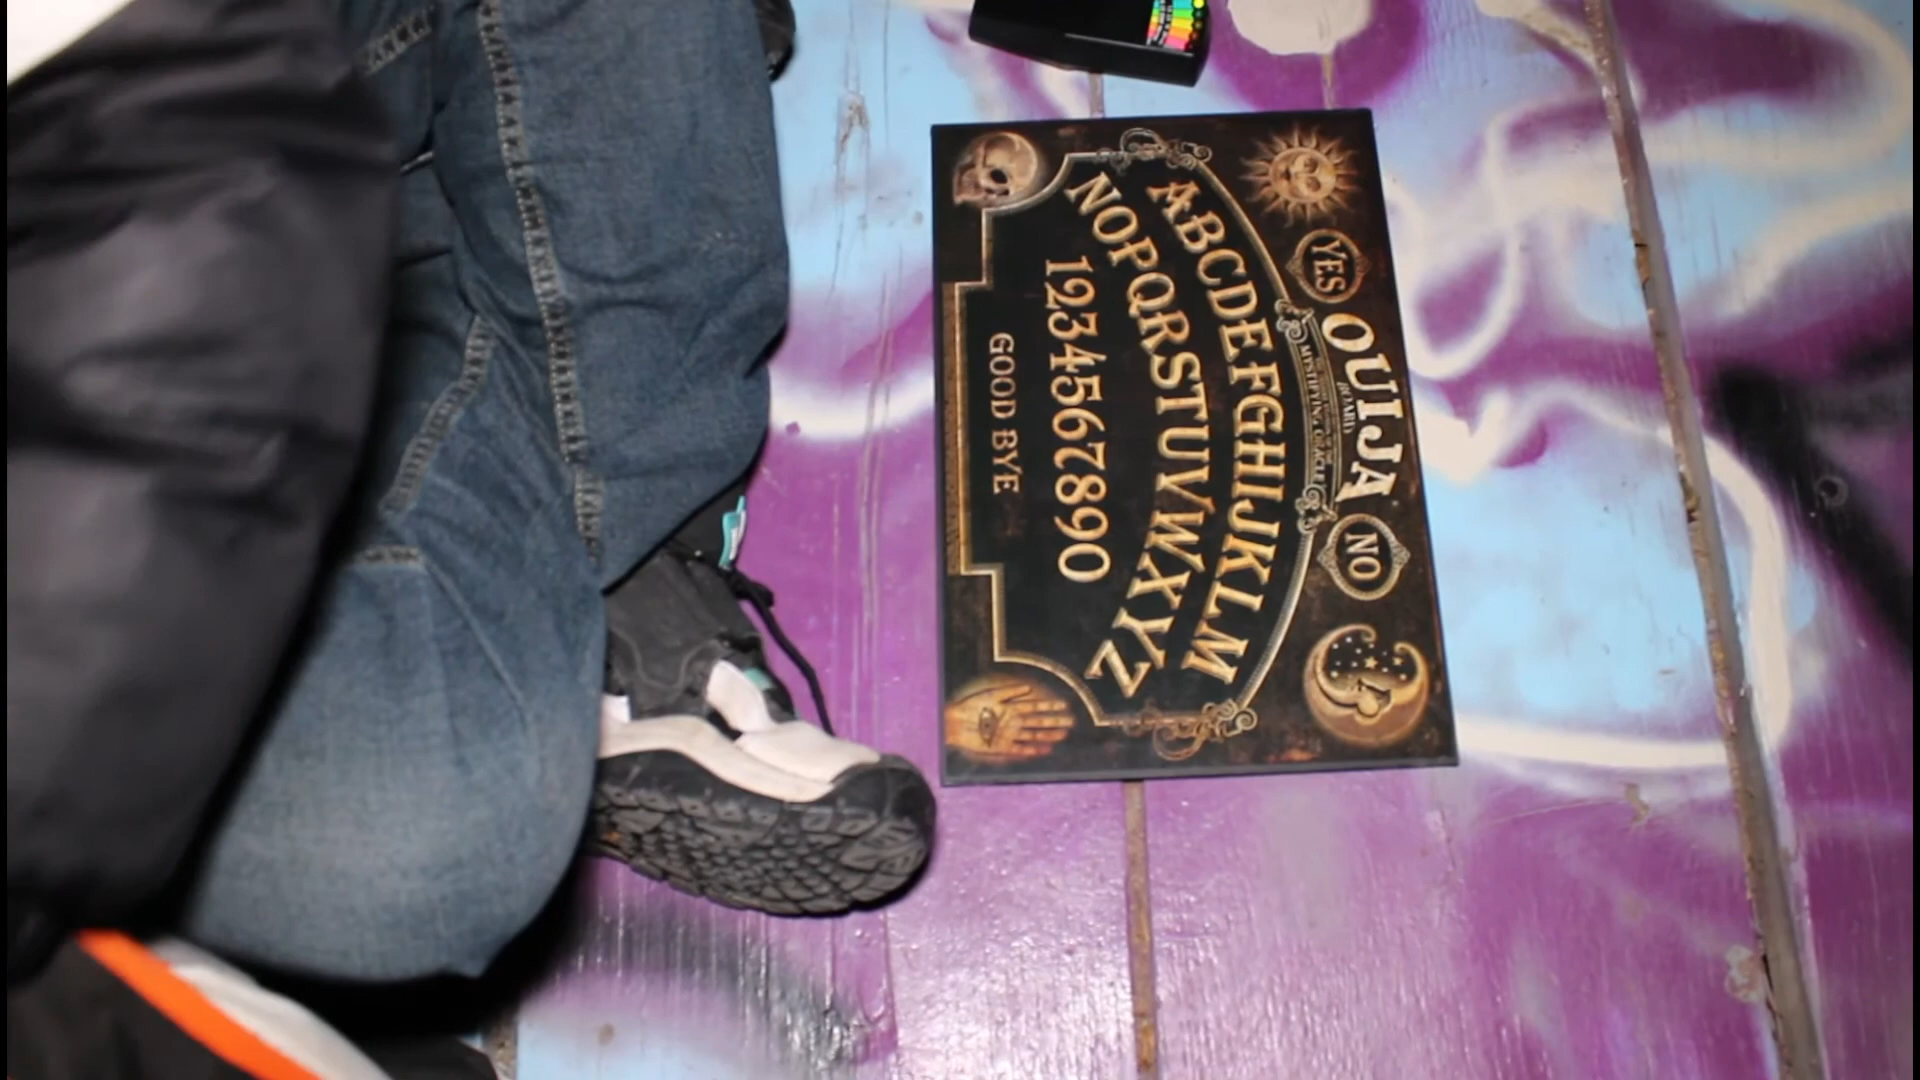 YES
OUIJA
BOARD
NO
MYSTIFYING ORACLE
ABCDEFGHIJKLM
NOPQRSTUVWXYZ
1234567890
GOOD BYE